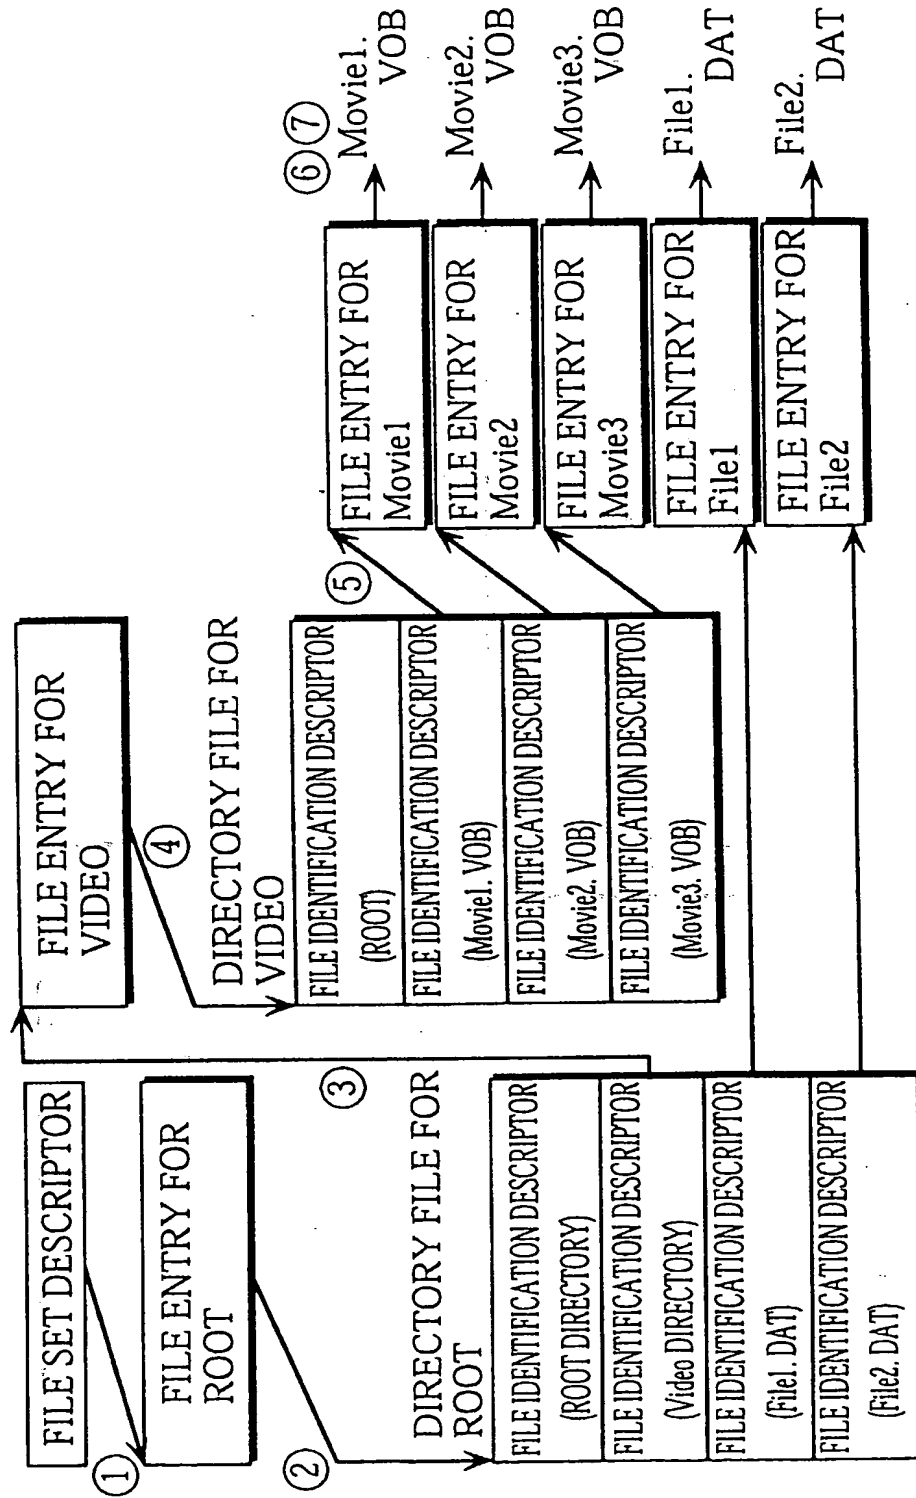 FILE SET DESCRIPTOR
①
FILE ENTRY FOR
ROOT
②
DIRECTORY FILE FOR
ROOT
FILE IDENTIFICATION DESCRIPTOR
(ROOT DIRECTORY)
FILE IDENTIFICATION DESCRIPTOR
(Video DIRECTORY)
FILE IDENTIFICATION DESCRIPTOR
(File1. DAT)
FILE IDENTIFICATION DESCRIPTOR
(File2. DAT)
③
FILE ENTRY FOR
VIDEO
④
DIRECTORY FILE FOR
VIDEO
FILE IDENTIFICATION DESCRIPTOR
(ROOT)
FILE IDENTIFICATION DESCRIPTOR
(Movie1. VOB)
FILE IDENTIFICATION DESCRIPTOR
(Movie2. VOB)
FILE IDENTIFICATION DESCRIPTOR
(Movie3. VOB)
⑤
FILE ENTRY FOR
Movie1
FILE ENTRY FOR
Movie2
FILE ENTRY FOR
Movie3
FILE ENTRY FOR
File1
FILE ENTRY FOR
File2
⑥⑦
Movie1.
VOB
Movie2.
VOB
Movie3.
VOB
File1.
DAT
File2.
DAT